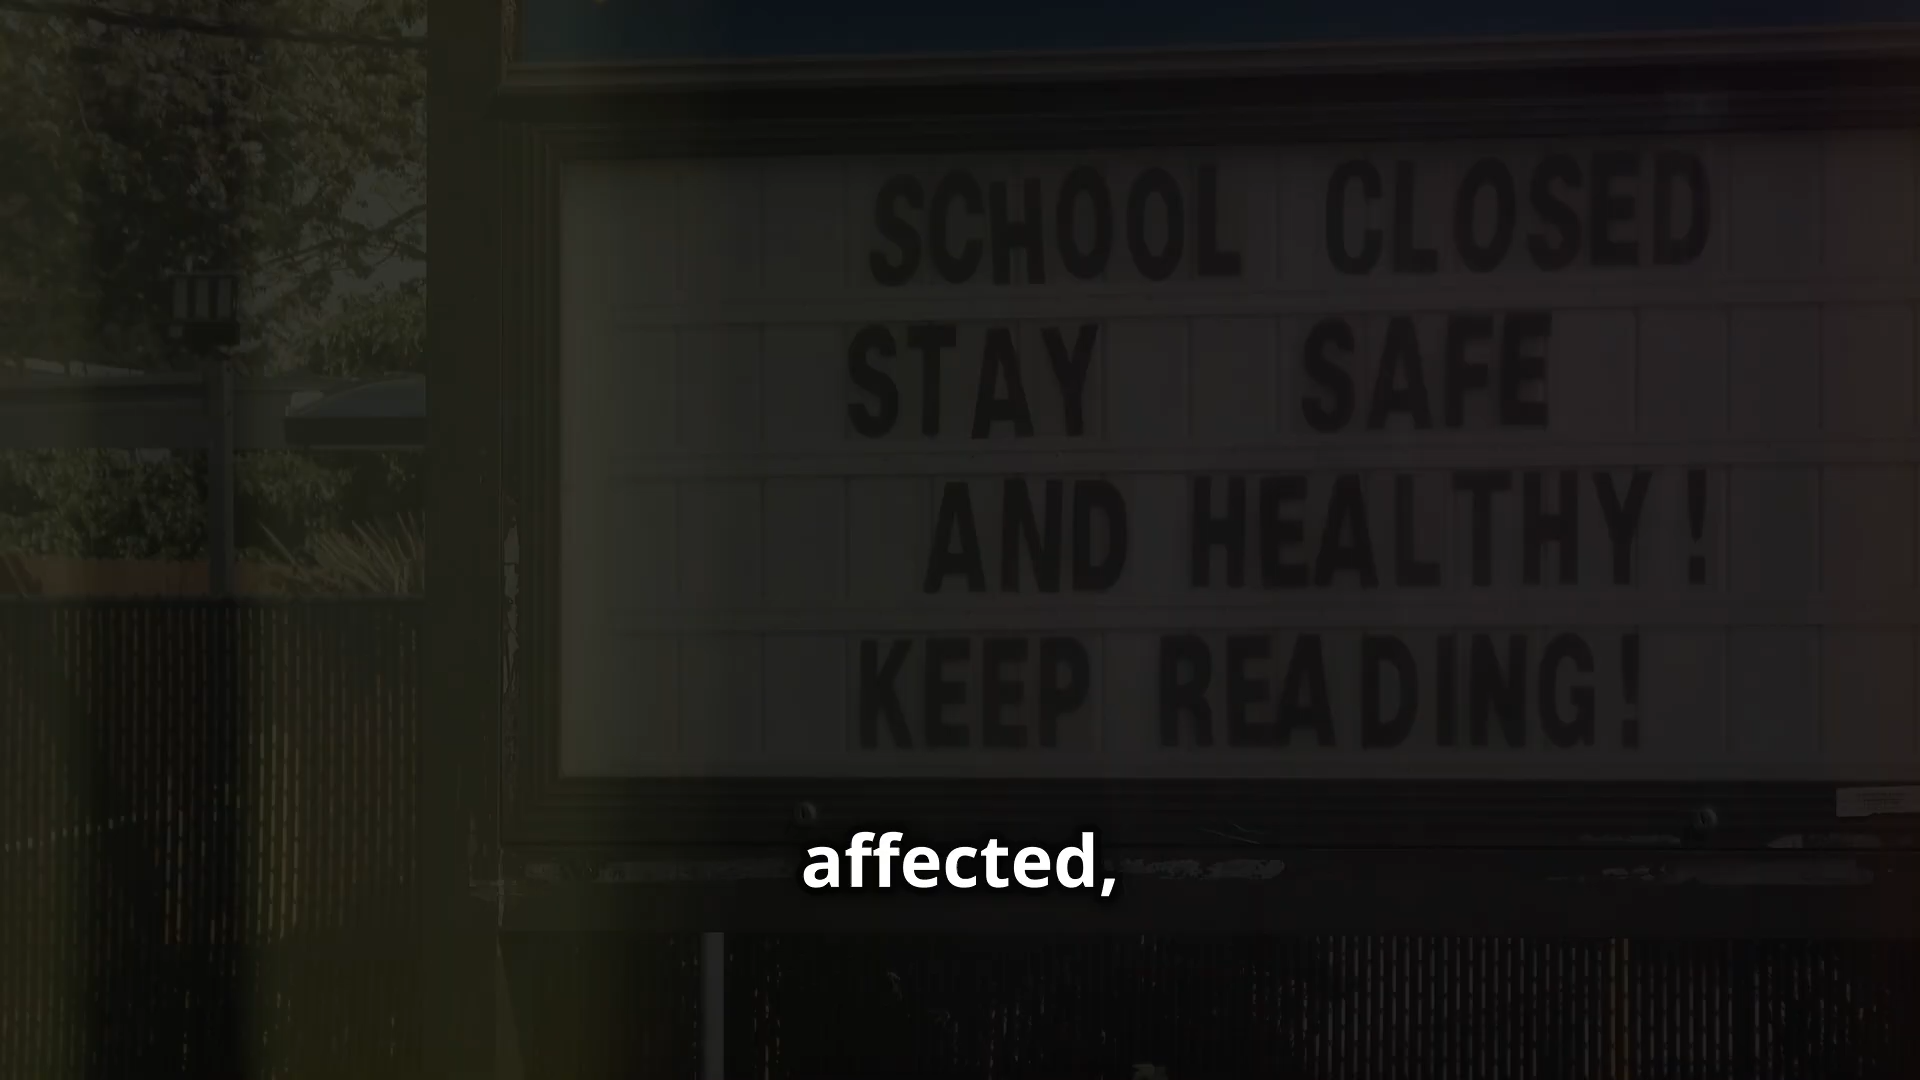 SCHOOL CLOSED
STAY SAFE
AND HEALTHY!
KEEP READING!
affected,